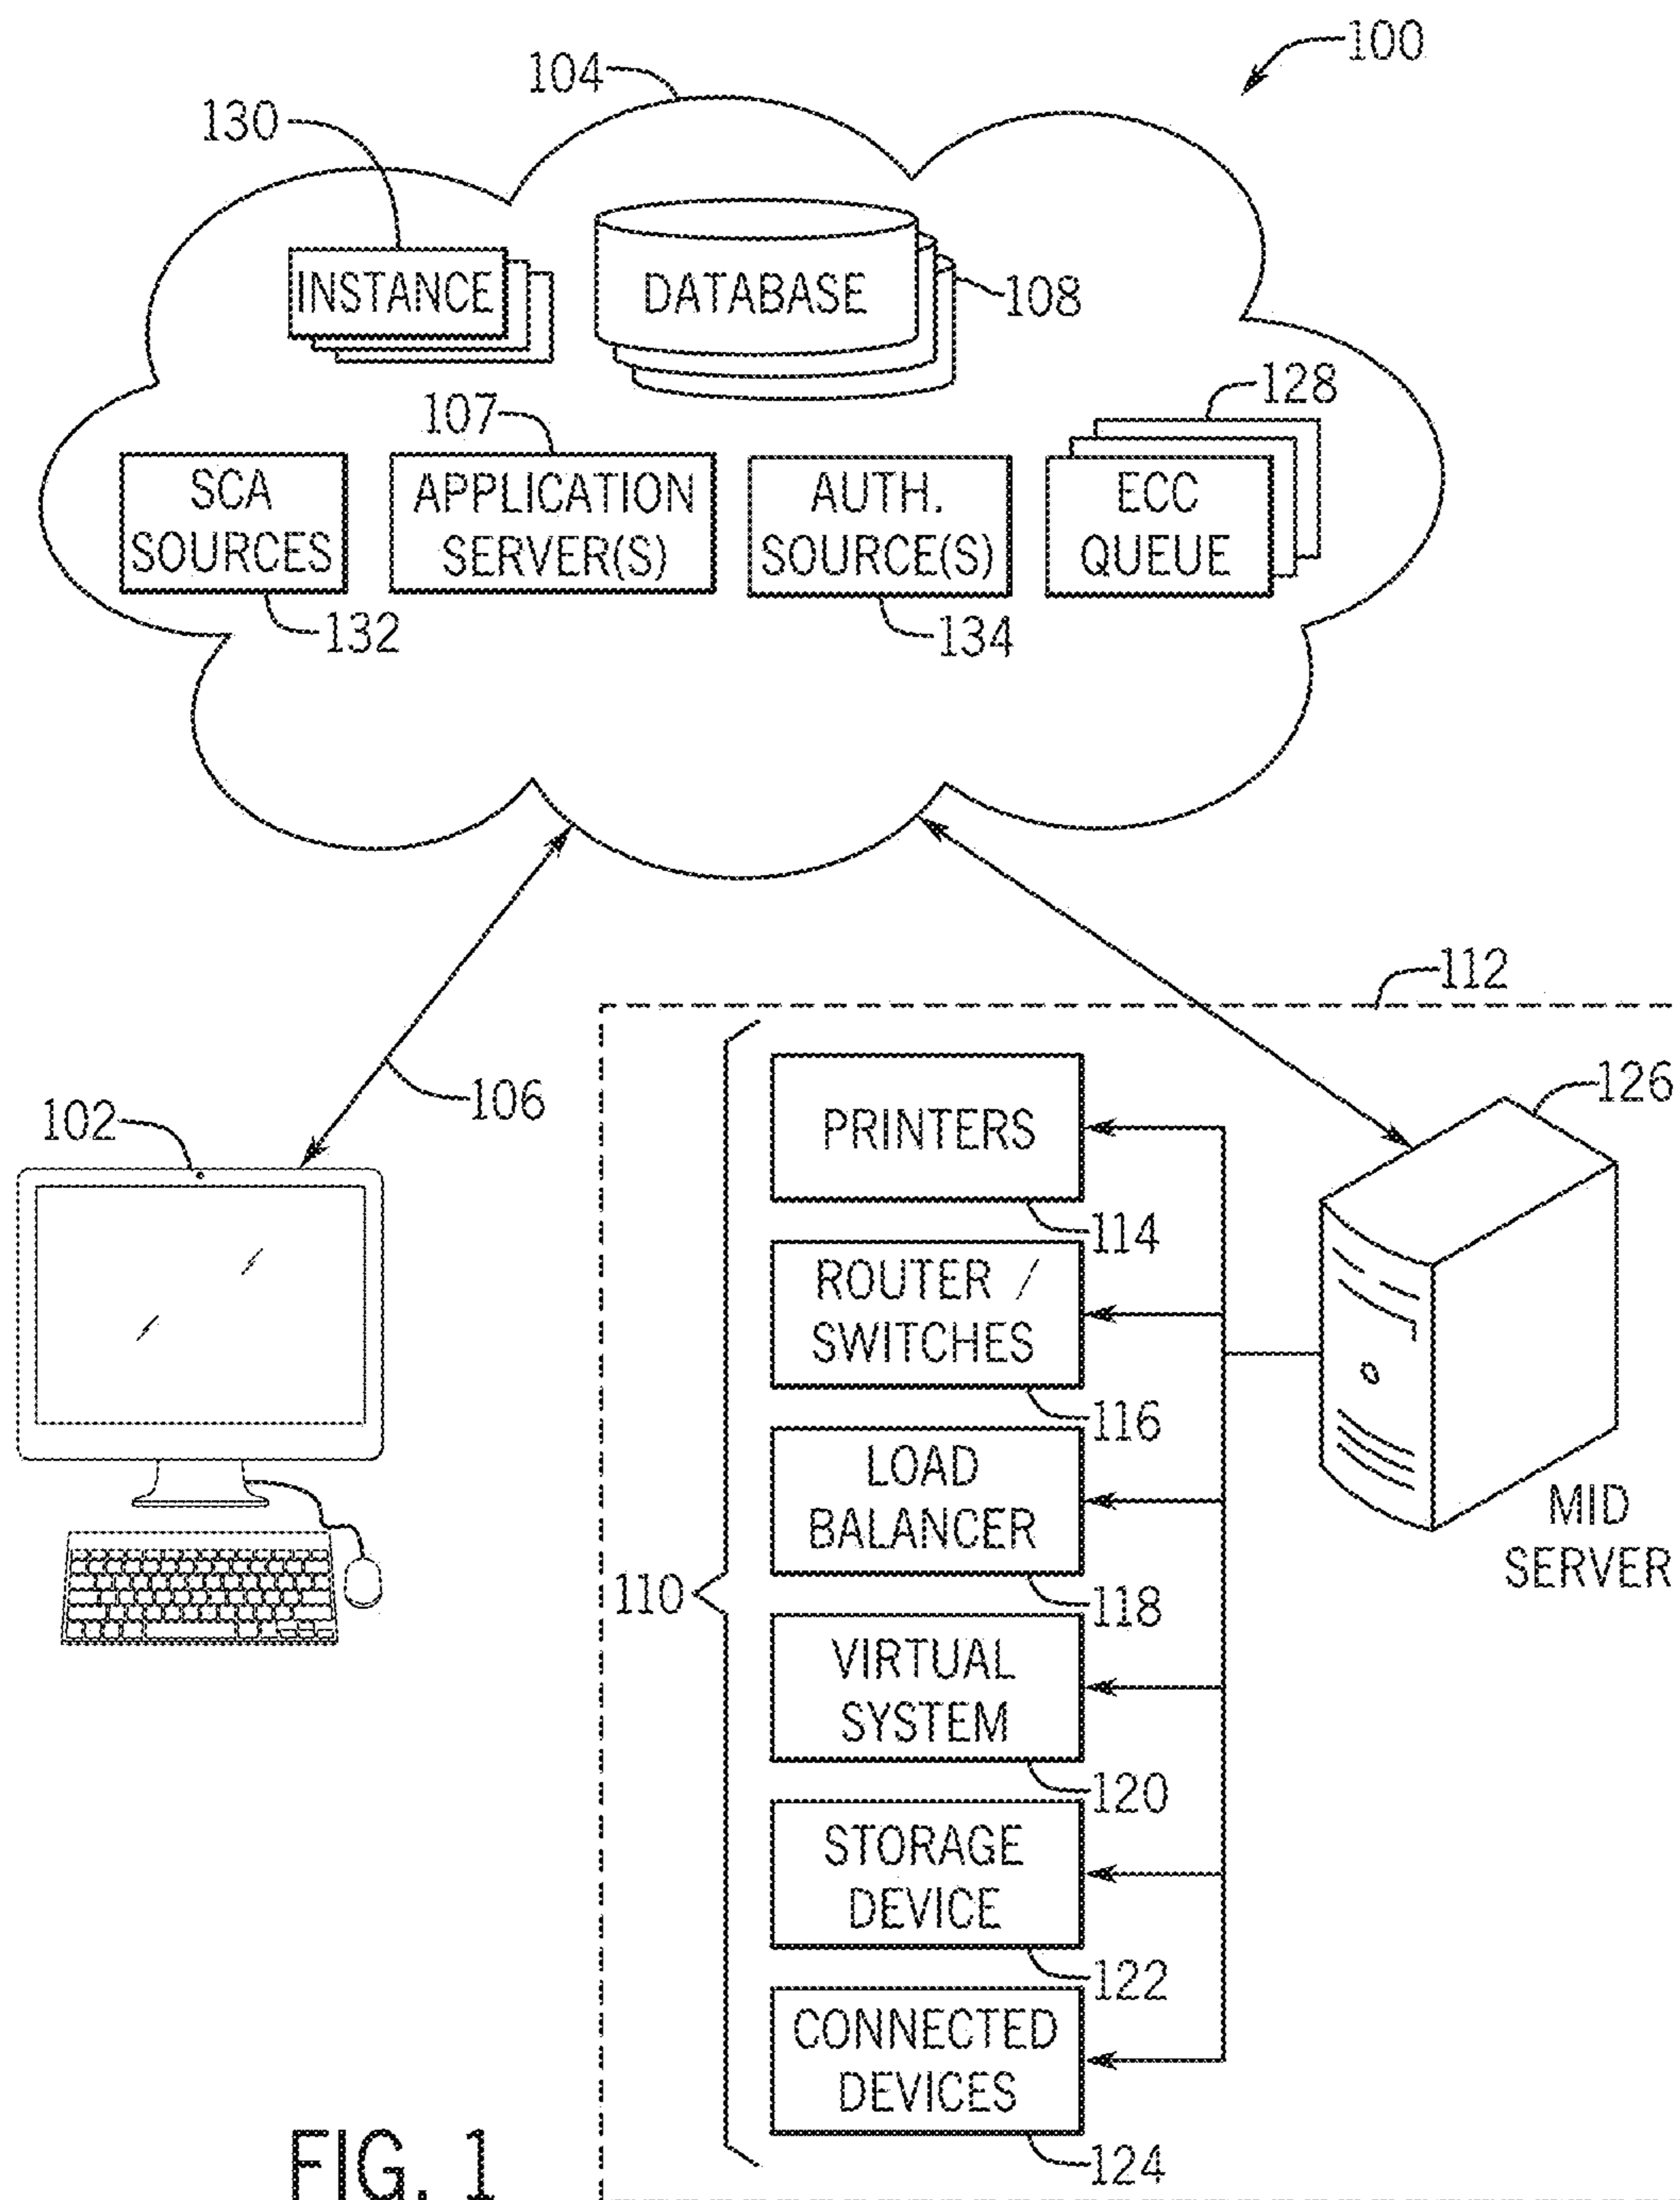 100
104
130
INSTANCE
DATABASE
108
107
128
SCA
SOURCES
APPLICATION
SERVER(S)
AUTH.
SOURCE(S)
ECC
QUEUE
132
134
112
106
102
126
PRINTERS
114
ROUTER /
SWITCHES
116
LOAD
BALANCER
118
MID
SERVER
110
VIRTUAL
SYSTEM
120
STORAGE
DEVICE
122
CONNECTED
DEVICES
124
FIG. 1